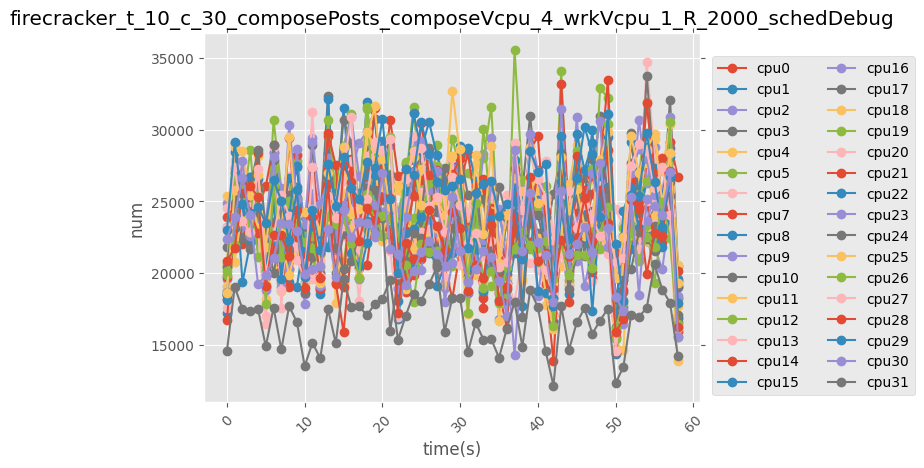 firecracker_t_10_c_30_composePosts_composeVcpu_4_wrkVcpu_1_R_2000_schedDebug
35000
30000
25000
20000
15000
num
0
10
20
30
40
50
60
time(s)
cpu0
cpu1
cpu2
cpu3
cpu4
cpu5
cpu6
cpu7
cpu8
cpu9
cpu10
cpu11
cpu12
cpu13
cpu14
cpu15
cpu16
cpu17
cpu18
cpu19
cpu20
cpu21
cpu22
cpu23
cpu24
cpu25
cpu26
cpu27
cpu28
cpu29
cpu30
cpu31